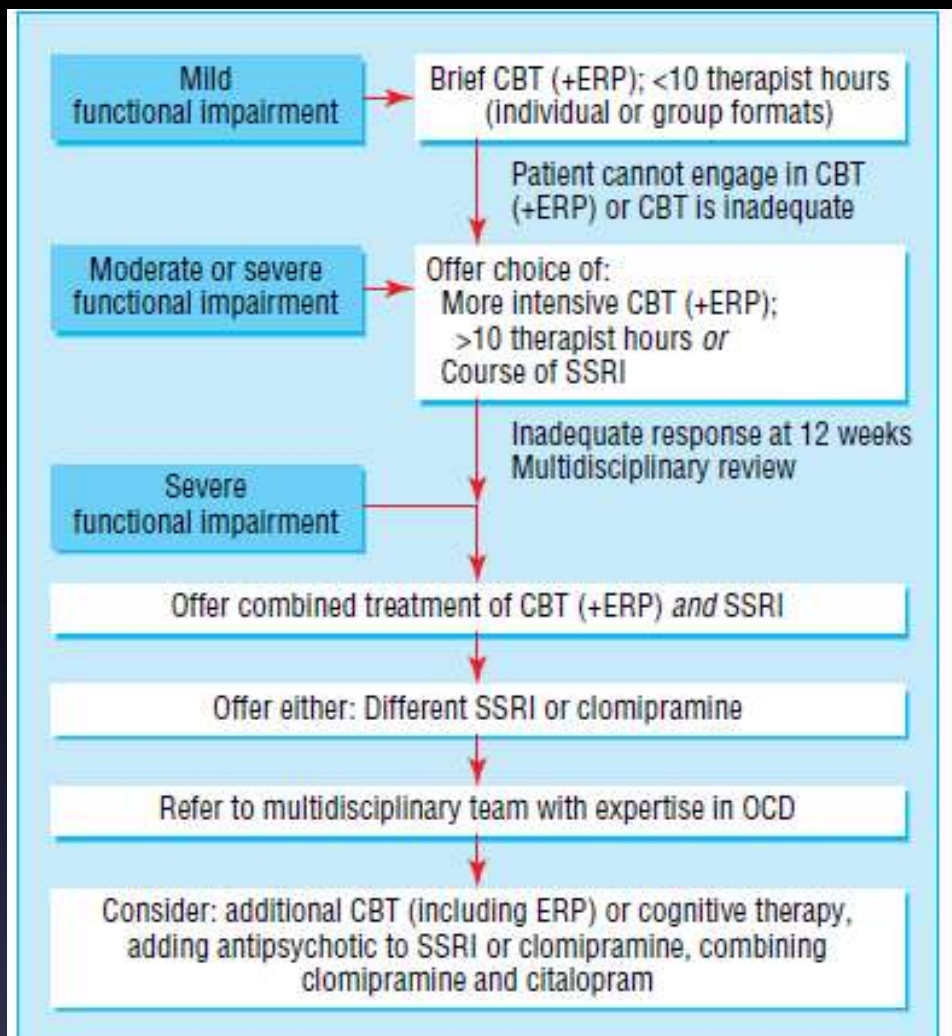 Mild
functional impairment
Brief CBT (+ERP); <10 therapist hours
(individual or group formats)
Patient cannot engage in CBT
(+ERP) or CBT is inadequate
Moderate or severe
functional impairment
Offer choice of:
More intensive CBT (+ERP);
>10 therapist hours or
Course of SSRI
Inadequate response at 12 weeks
Multidisciplinary review
Severe
functional impairment
Offer combined treatment of CBT (+ERP) and SSRI
Offer either: Different SSRI or clomipramine
Refer to multidisciplinary team with expertise in OCD
Consider: additional CBT (including ERP) or cognitive therapy,
adding antipsychotic to SSRI or clomipramine, combining
clomipramine and citalopram